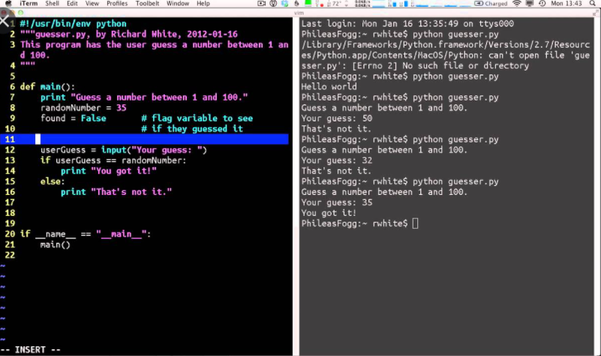 iTerm Shell Edit View Profiles Toolbelt Window Help
72° Charged Mon 13:43
1 #!/usr/bin/env python
2 """guesser.py, by Richard White, 2012-01-16
3 This program has the user guess a number between 1 an
d 100.
4 """
5
6 def main():
7 print "Guess a number between 1 and 100."
8 randomNumber = 35
9 found = False # flag variable to see
10 # if they guessed it
11
12 userGuess = input("Your guess: ")
13 if userGuess == randomNumber:
14 print "You got it!"
15 else:
16 print "That's not it."
17
18
19
20 if __name__ == "__main__":
21 main()
22
~
~
~
~
~
~
-- INSERT --
Last login: Mon Jan 16 13:35:49 on ttys000
PhileasFogg:~ rwhite$ python guesser.py
/Library/Frameworks/Python.framework/Versions/2.7/Resourc
es/Python.app/Contents/MacOS/Python: can't open file 'gue
sser.py': [Errno 2] No such file or directory
PhileasFogg:~ rwhite$ python guesser.py
Hello world
PhileasFogg:~ rwhite$ python guesser.py
Guess a number between 1 and 100.
Your guess: 50
That's not it.
PhileasFogg:~ rwhite$ python guesser.py
Guess a number between 1 and 100.
Your guess: 32
That's not it.
PhileasFogg:~ rwhite$ python guesser.py
Guess a number between 1 and 100.
Your guess: 35
You got it!
PhileasFogg:~ rwhite$